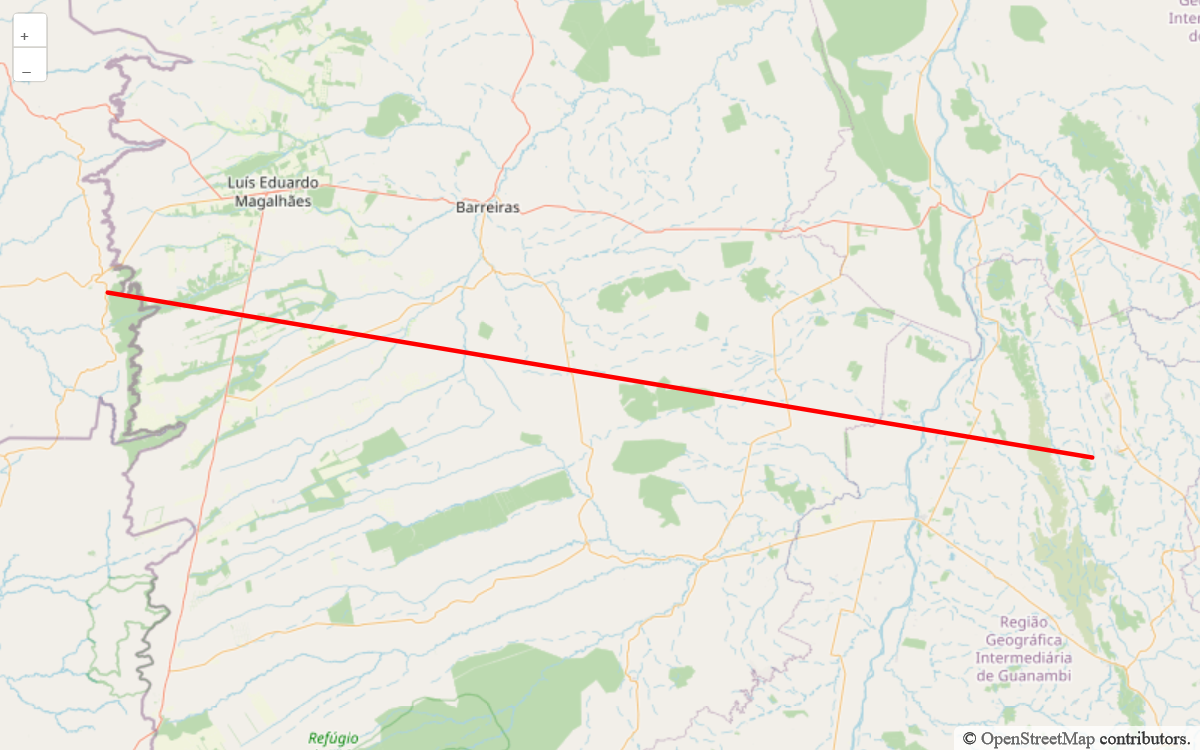 +
−
Luís Eduardo
Magalhães
Barreiras
Região
Geográfica
Intermediária
de Guanambi
Refúgio
© OpenStreetMap contributors.